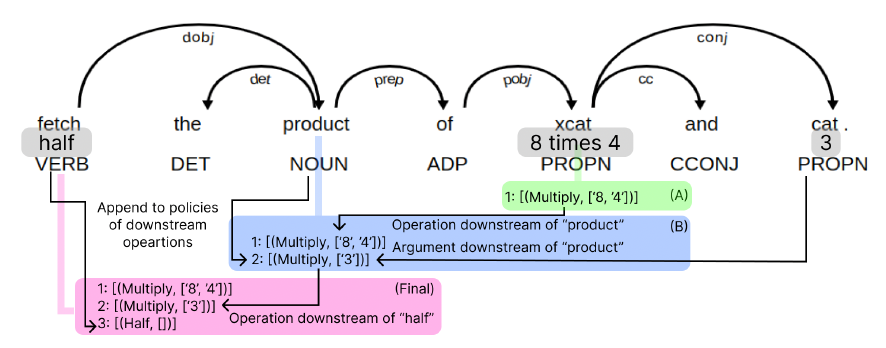 dobj
conj
det
prep
pobj
cc
fetch the product of xcat and cat .
half 8 times 4 3
VERB DET NOUN ADP PROPN CCONJ PROPN
1: [(Multiply, [‘8’, ‘4’])] (A)
Append to policies
of downstream
opeartions
Operation downstream of “product” (B)
1: [(Multiply, [‘8’, ‘4’])]
Argument downstream of “product”
2: [(Multiply, [‘3’])]
1: [(Multiply, [‘8’, ‘4’])] (Final)
2: [(Multiply, [‘3’])]
Operation downstream of “half”
3: [(Half, [])]